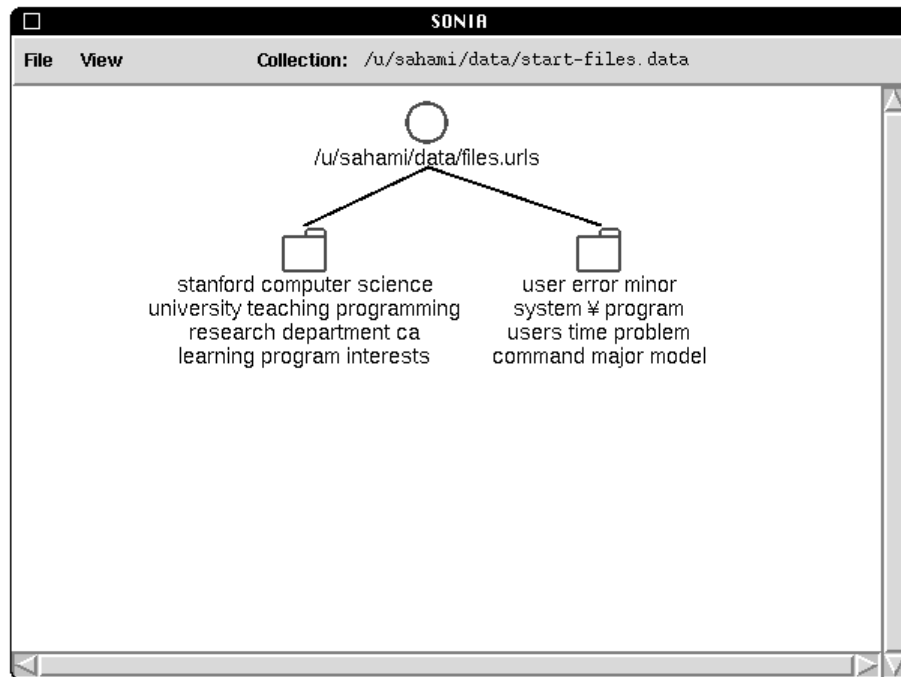 SONIA
File View Collection: /u/sahami/data/start-files.data
/u/sahami/data/files.urls
stanford computer science
university teaching programming
research department ca
learning program interests
user error minor
system ¥ program
users time problem
command major model